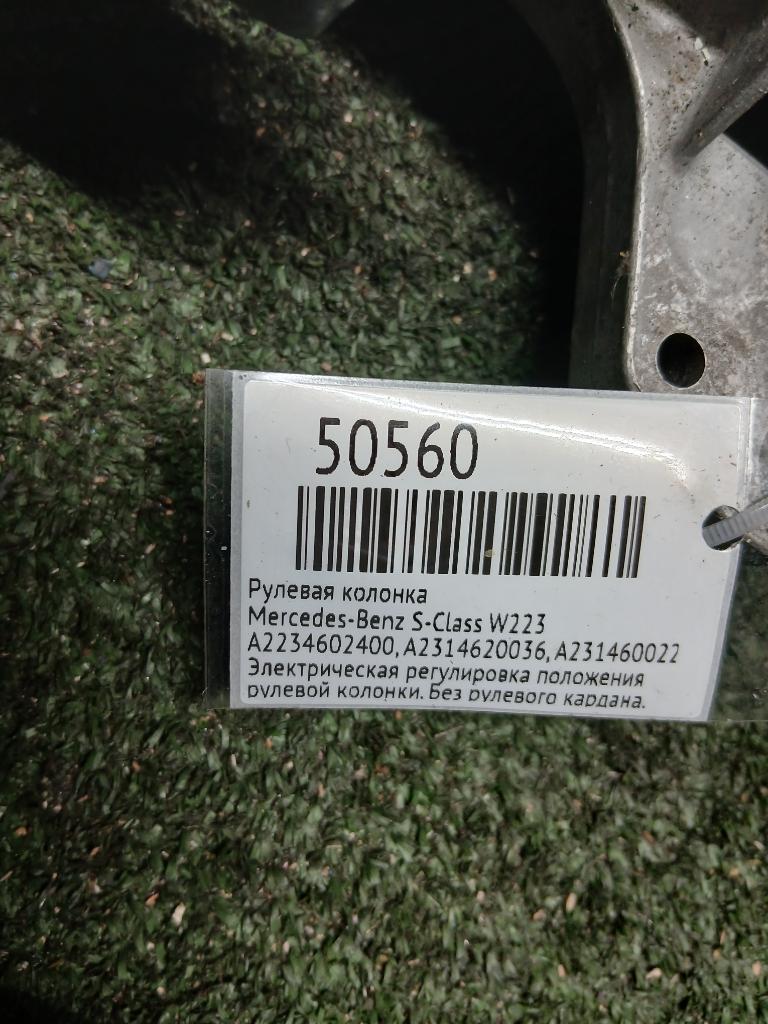 50560
Рулевая колонка
Mercedes-Benz S-Class W223
A2234602400, A2314620036, A231460022
Электрическая регулировка положения
рулевой колонки. Без рулевого кардана.